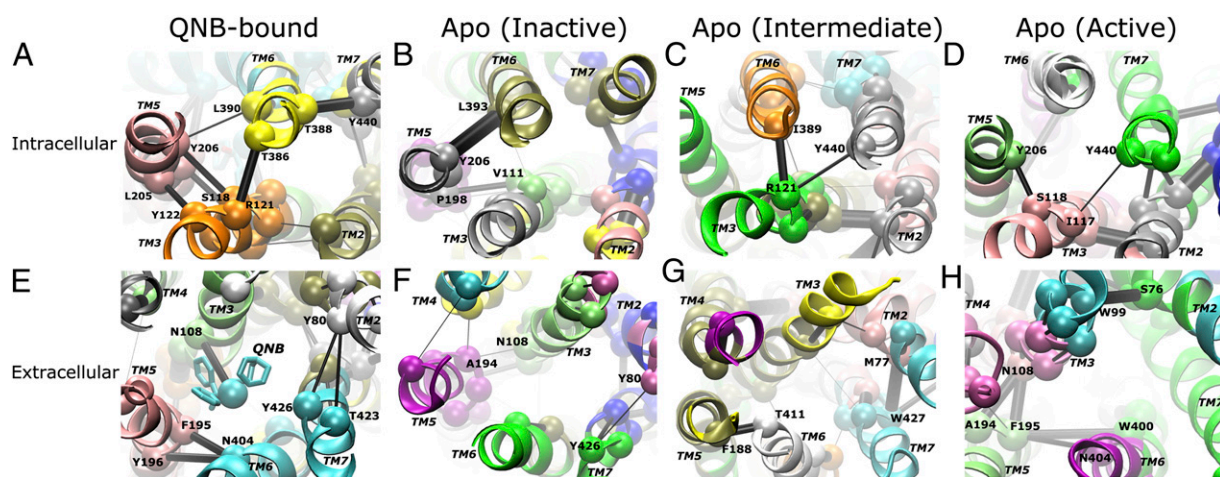 QNB-bound
Apo (Inactive)
Apo (Intermediate)
Apo (Active)
Intracellular
A
TM6
TM7
TM5
L390
T388
Y440
Y206
T386
L205
S118
R121
Y122
TM3
TM2
B
TM6
TM7
L393
TM5
Y206
V111
P198
TM3
TM2
C
TM6
TM7
TM5
I389
Y440
R121
TM3
TM2
D
TM6
TM7
TM5
Y206
Y440
S118
I117
TM3
TM2
Extracellular
E
TM4
TM3
Y80
TM2
N108
QNB
TM5
Y426
T423
F195
N404
Y196
TM6
TM7
F
TM4
TM2
N108
TM3
A194
Y80
TM5
Y426
TM6
TM7
G
TM3
TM4
TM2
M77
T411
W427
F188
TM6
TM5
TM7
H
S76
TM4
TM2
W99
TM3
N108
A194
F195
W400
N404
TM5
TM6
TM7